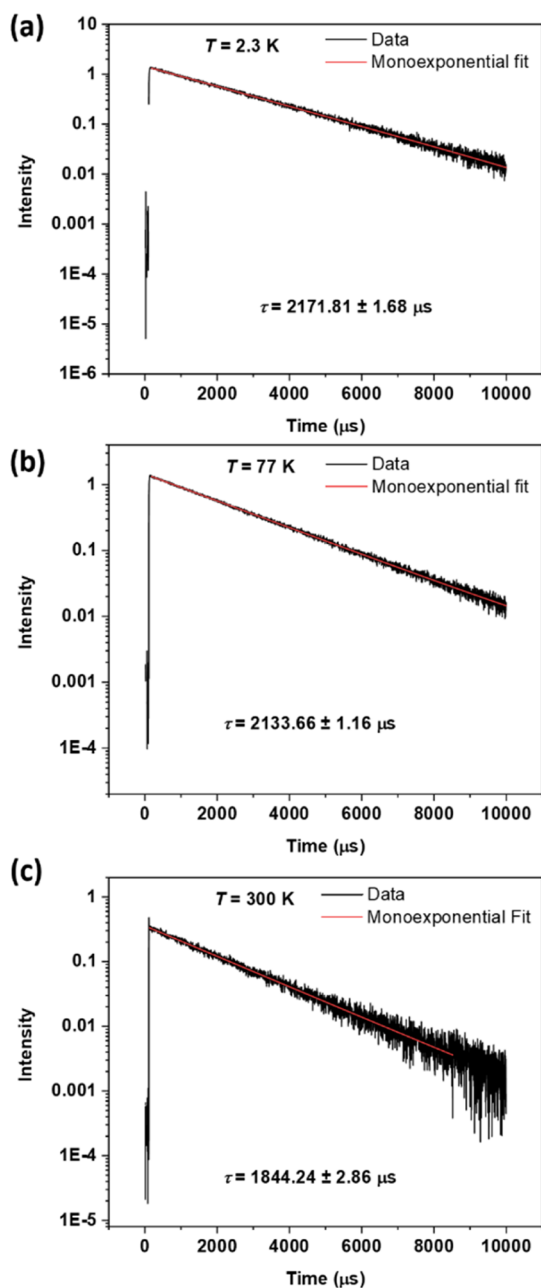 (a)
T = 2.3 K
Data
Monoexponential fit
10
1
0.1
0.01
0.001
1E-4
1E-5
1E-6
Intensity
τ = 2171.81 ± 1.68 μs
0 2000 4000 6000 8000 10000
Time (μs)
(b)
T = 77 K
Data
Monoexponential fit
1
0.1
0.01
0.001
1E-4
Intensity
τ = 2133.66 ± 1.16 μs
0 2000 4000 6000 8000 10000
Time (μs)
(c)
T = 300 K
Data
Monoexponential Fit
1
0.1
0.01
0.001
1E-4
1E-5
Intensity
τ = 1844.24 ± 2.86 μs
0 2000 4000 6000 8000 10000
Time (μs)